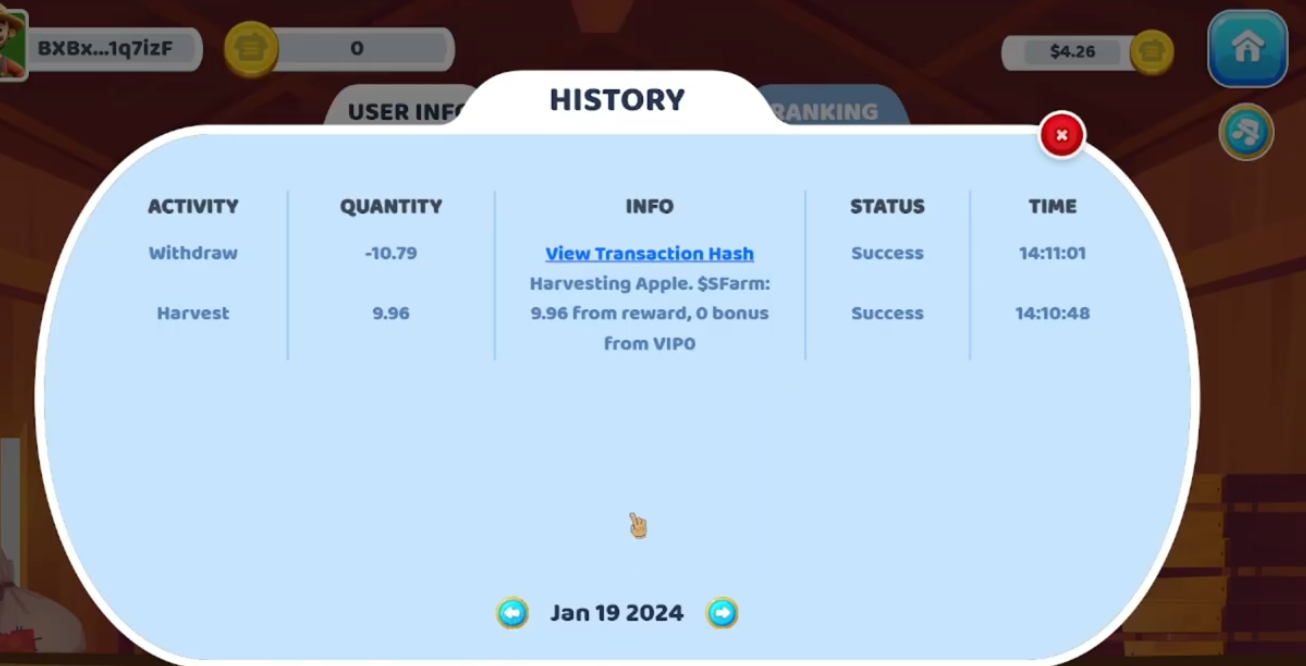 BXBx...1q7izF
0
$4.26
USER INFO
HISTORY
RANKING
ACTIVITY QUANTITY INFO STATUS TIME
Withdraw -10.79 View Transaction Hash Success 14:11:01
Harvesting Apple. $SFarm:
Harvest 9.96 9.96 from reward, 0 bonus Success 14:10:48
from VIP0
Jan 19 2024